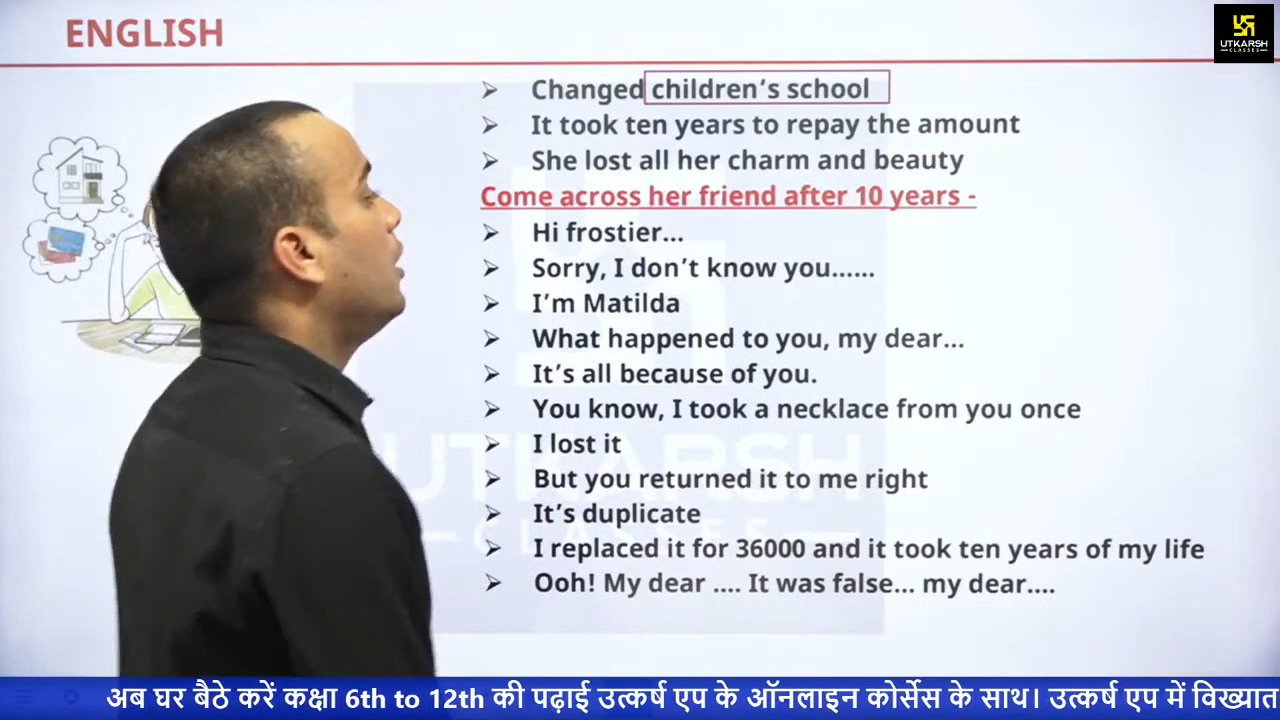 ENGLISH
UTKARSH
CLASSES
➢ Changed children's school
➢ It took ten years to repay the amount
➢ She lost all her charm and beauty
Come across her friend after 10 years -
➢ Hi frostier...
➢ Sorry, I don't know you......
➢ I'm Matilda
➢ What happened to you, my dear...
➢ It's all because of you.
➢ You know, I took a necklace from you once
➢ I lost it
➢ But you returned it to me right
➢ It's duplicate
➢ I replaced it for 36000 and it took ten years of my life
➢ Ooh! My dear .... It was false... my dear....
UTKARSH
CLASSES
अब घर बैठे करें कक्षा 6th to 12th की पढ़ाई उत्कर्ष एप के ऑनलाइन कोर्सेस के साथ। उत्कर्ष एप में विख्यात